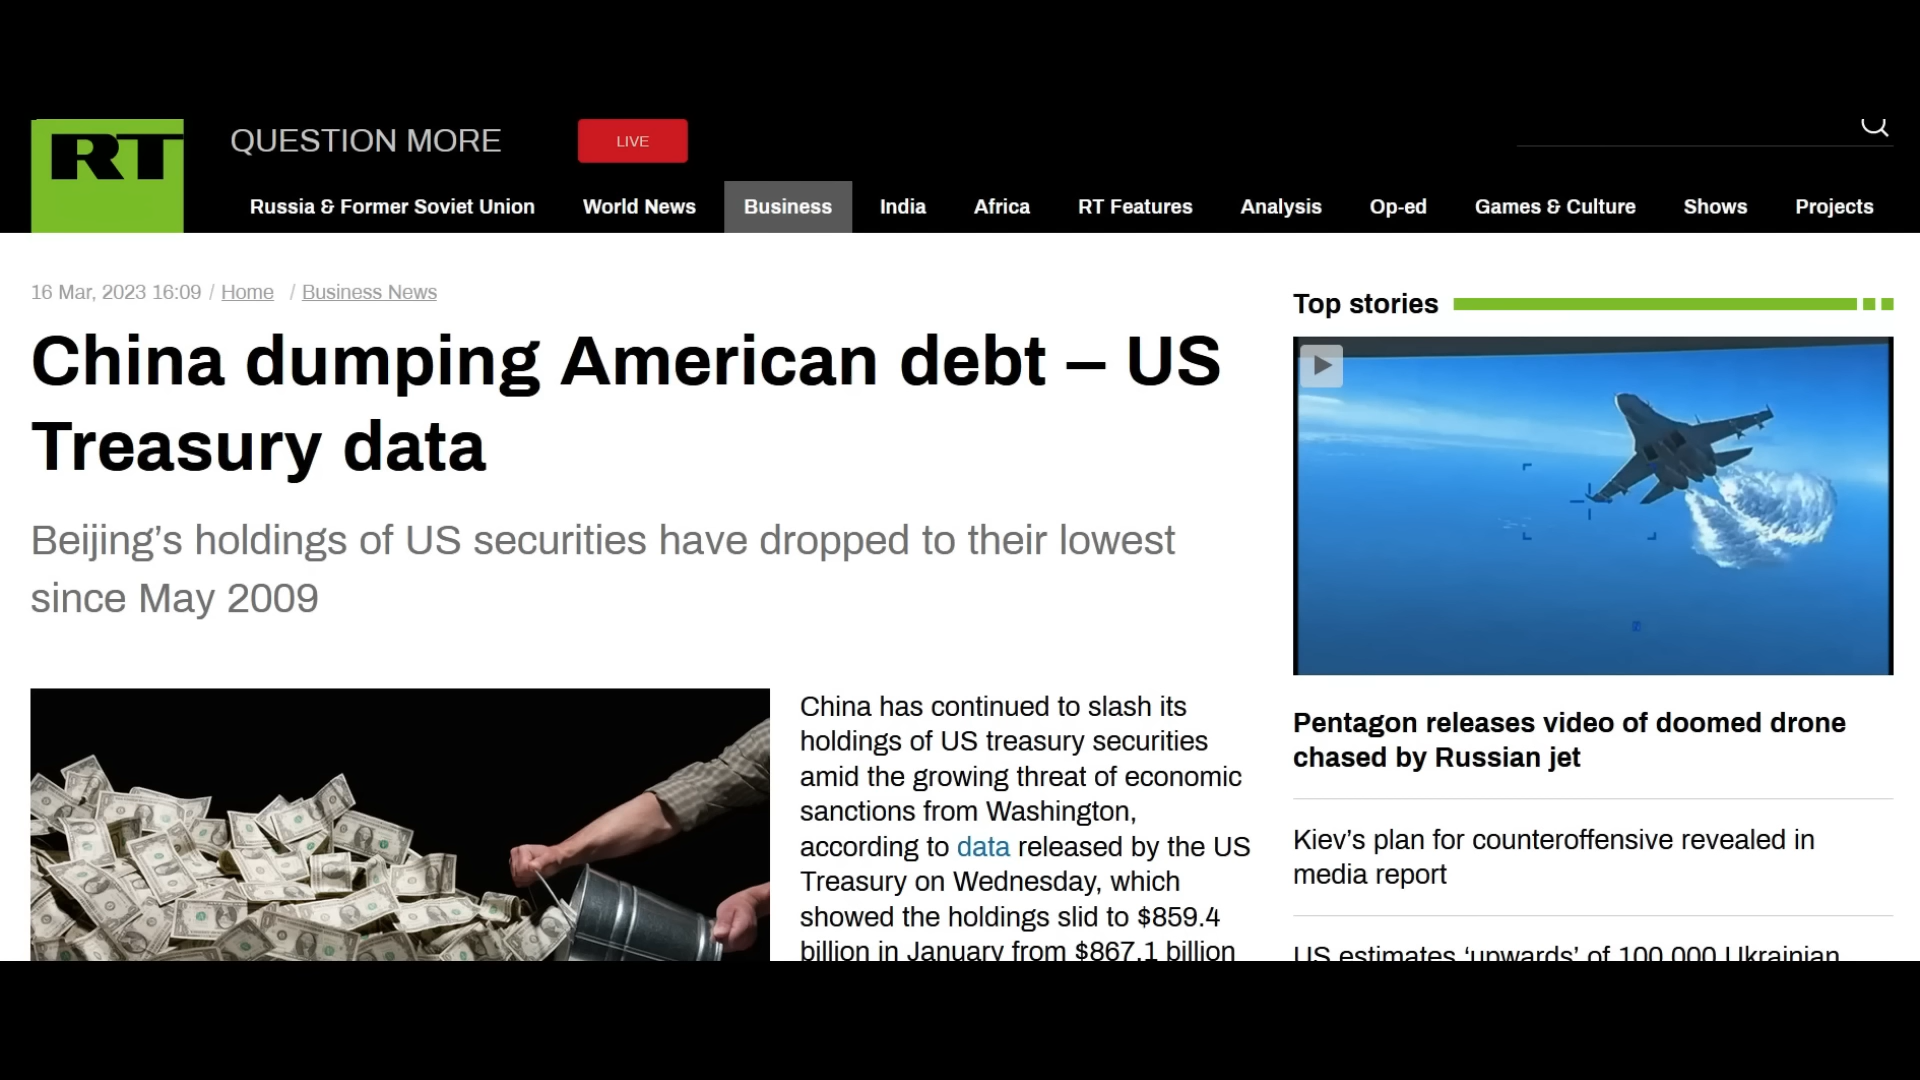 RT
QUESTION MORE
LIVE
Russia & Former Soviet Union World News Business India Africa RT Features Analysis Op-ed Games & Culture Shows Projects
16 Mar, 2023 16:09 / Home / Business News
China dumping American debt – US
Treasury data
Beijing’s holdings of US securities have dropped to their lowest
since May 2009
China has continued to slash its
holdings of US treasury securities
amid the growing threat of economic
sanctions from Washington,
according to data released by the US
Treasury on Wednesday, which
showed the holdings slid to $859.4
billion in January from $867.1 billion
Top stories
Pentagon releases video of doomed drone
chased by Russian jet
Kiev’s plan for counteroffensive revealed in
media report
US estimates ‘upwards’ of 100,000 Ukrainian